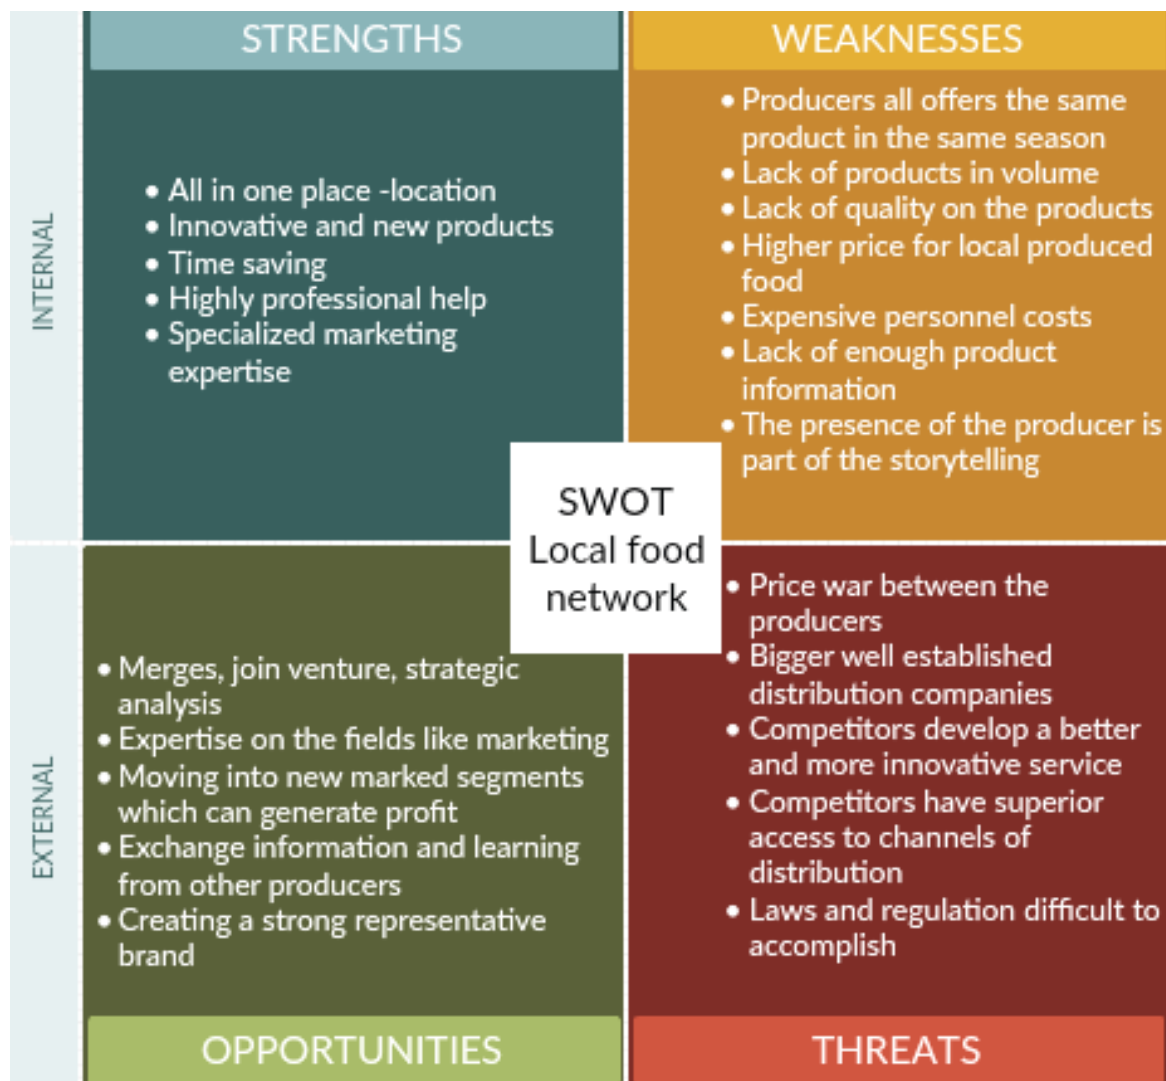 STRENGTHS
• All in one place -location
• Innovative and new products
• Time saving
• Highly professional help
• Specialized marketing
expertise
WEAKNESSES
• Producers all offers the same
product in the same season
• Lack of products in volume
• Lack of quality on the products
• Higher price for local produced
food
• Expensive personnel costs
• Lack of enough product
information
• The presence of the producer is
part of the storytelling
INTERNAL
SWOT
Local food
network
EXTERNAL
• Merges, join venture, strategic
analysis
• Expertise on the fields like marketing
• Moving into new marked segments
which can generate profit
• Exchange information and learning
from other producers
• Creating a strong representative
brand
OPPORTUNITIES
• Price war between the
producers
• Bigger well established
distribution companies
• Competitors develop a better
and more innovative service
• Competitors have superior
access to channels of
distribution
• Laws and regulation difficult to
accomplish
THREATS